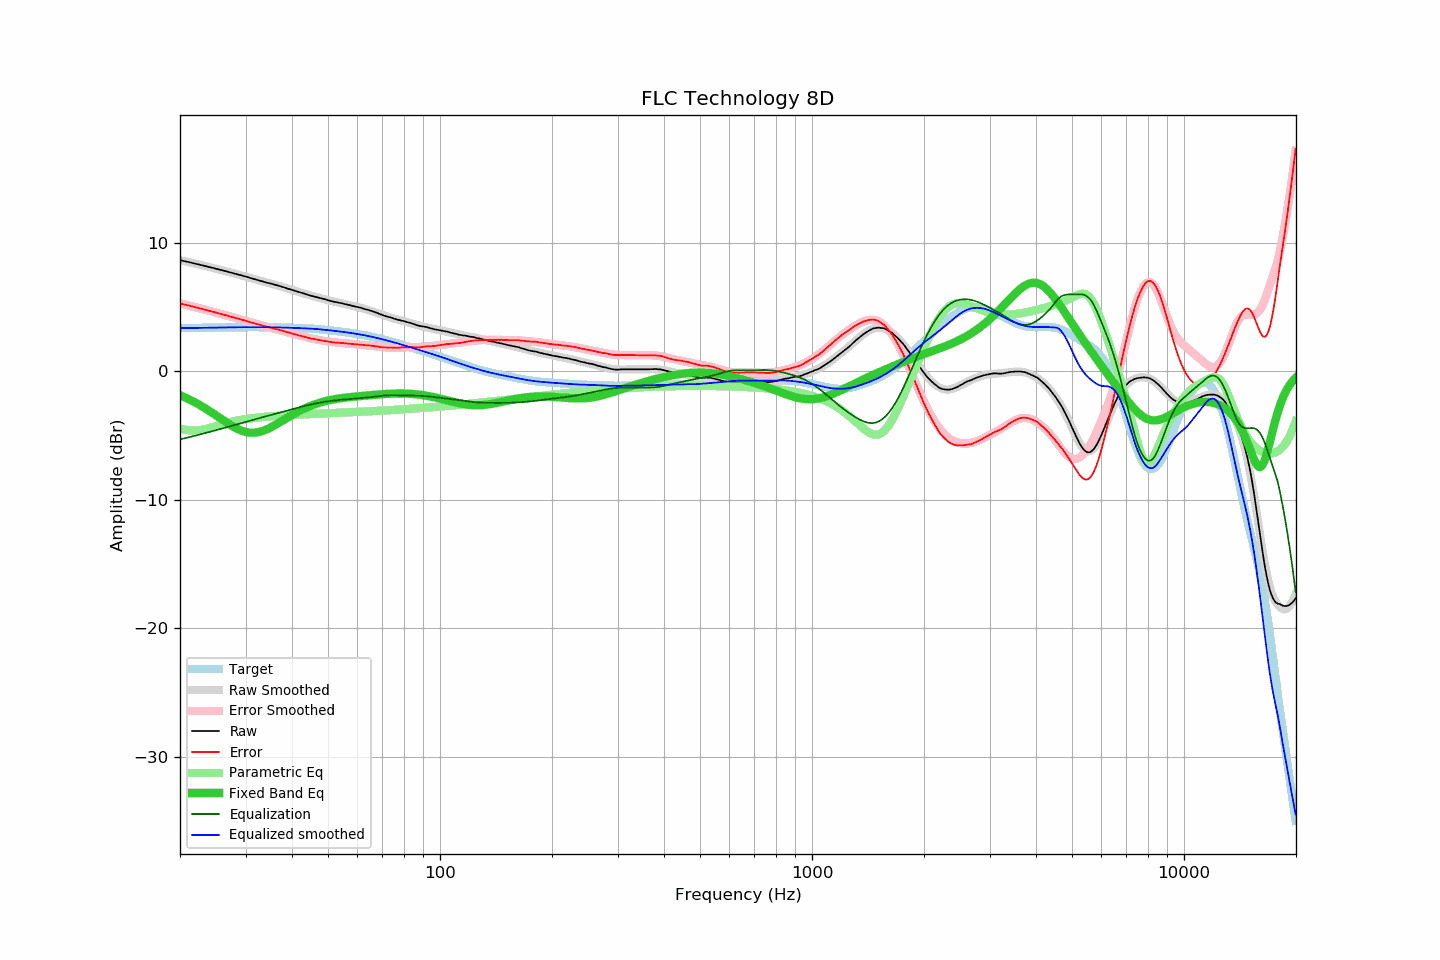 FLC Technology 8D
10
0
−10
−20
−30
Amplitude (dBr)
100
1000
10000
Frequency (Hz)
Target
Raw Smoothed
Error Smoothed
Raw
Error
Parametric Eq
Fixed Band Eq
Equalization
Equalized smoothed